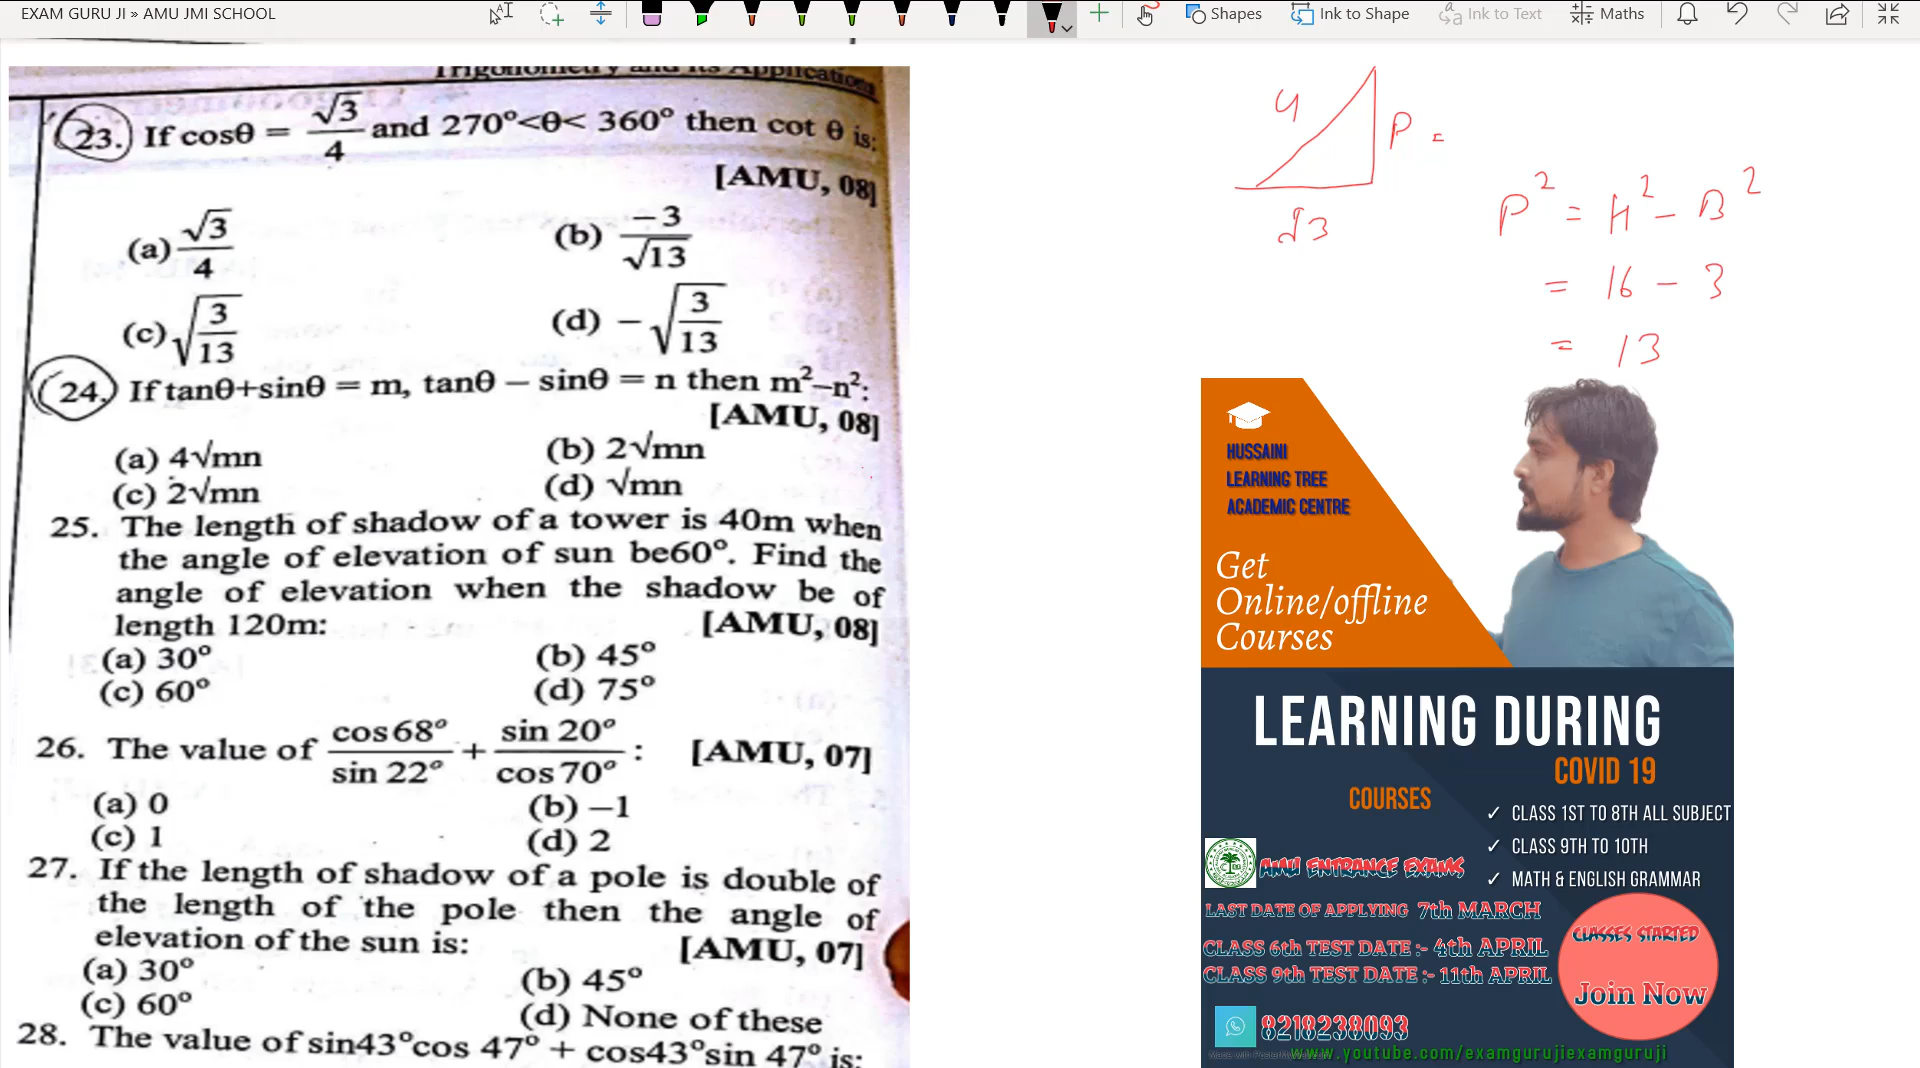 EXAM GURU JI » AMU JMI SCHOOL
Shapes
Ink to Shape
Ink to Text
Maths
Trigonometry and its Application
23. If cosθ = √3/4 and 270°<θ< 360° then cot θ is:
[AMU, 08]
(a) √3/4 (b) −3/√13
(c) √(3/13) (d) −√(3/13)
24. If tanθ+sinθ = m, tanθ − sinθ = n then m²−n²:
[AMU, 08]
(a) 4√mn (b) 2√mn
(c) 2√mn (d) √mn
25. The length of shadow of a tower is 40m when
the angle of elevation of sun be60°. Find the
angle of elevation when the shadow be of
length 120m: [AMU, 08]
(a) 30° (b) 45°
(c) 60° (d) 75°
26. The value of cos68°/sin 22° + sin 20°/cos70° : [AMU, 07]
(a) 0 (b) −1
(c) 1 (d) 2
27. If the length of shadow of a pole is double of
the length of the pole then the angle of
elevation of the sun is: [AMU, 07]
(a) 30° (b) 45°
(c) 60° (d) None of these
28. The value of sin43°cos 47° + cos43°sin 47° is:
4
P =
√3
P² = H² − B²
= 16 − 3
= 13
HUSSAINI
LEARNING TREE
ACADEMIC CENTRE
Get
Online/offline
Courses
LEARNING DURING
COVID 19
COURSES
✓ CLASS 1ST TO 8TH ALL SUBJECT
✓ CLASS 9TH TO 10TH
✓ MATH & ENGLISH GRAMMAR
AMU ENTRANCE EXAMS
LAST DATE OF APPLYING 7th MARCH
CLASS 6th TEST DATE :- 4th APRIL
CLASS 9th TEST DATE :- 11th APRIL
CLASSES STARTED
Join Now
8218238093
www.youtube.com/examgurujiexamguruji